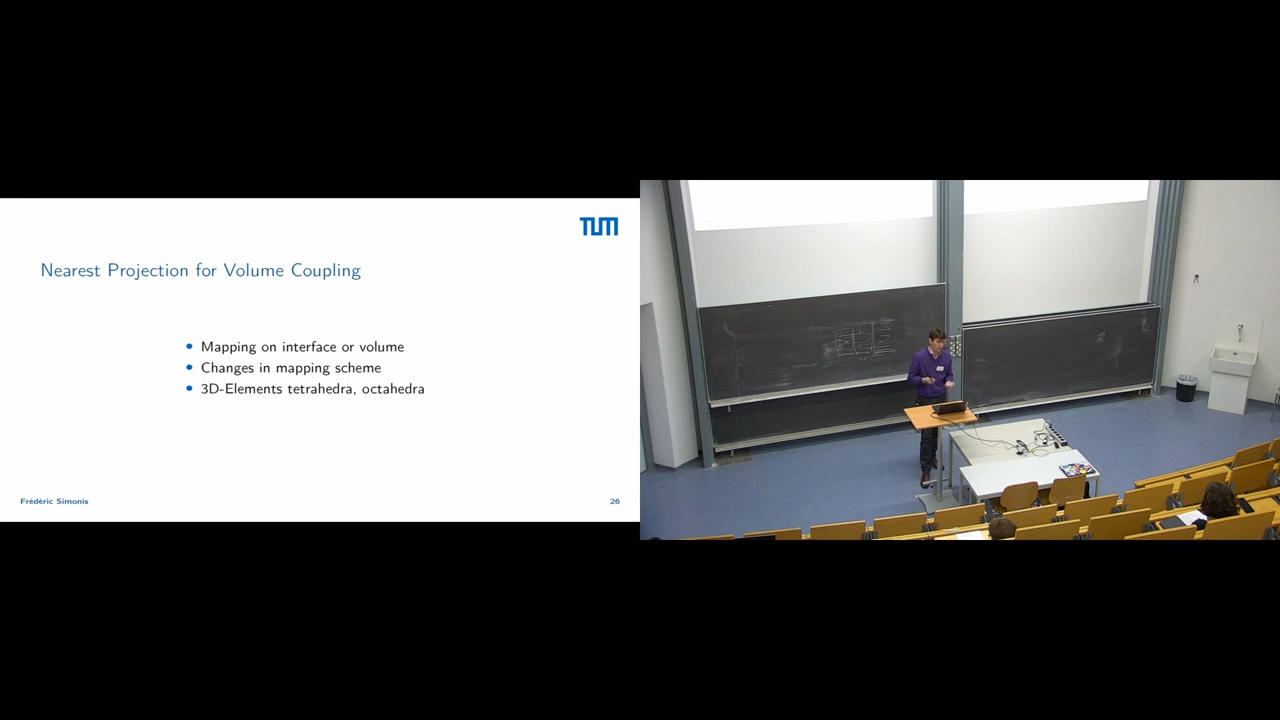 TUM
Nearest Projection for Volume Coupling
Mapping on interface or volume
Changes in mapping scheme
3D-Elements tetrahedra, octahedra
Frédéric Simonis
26